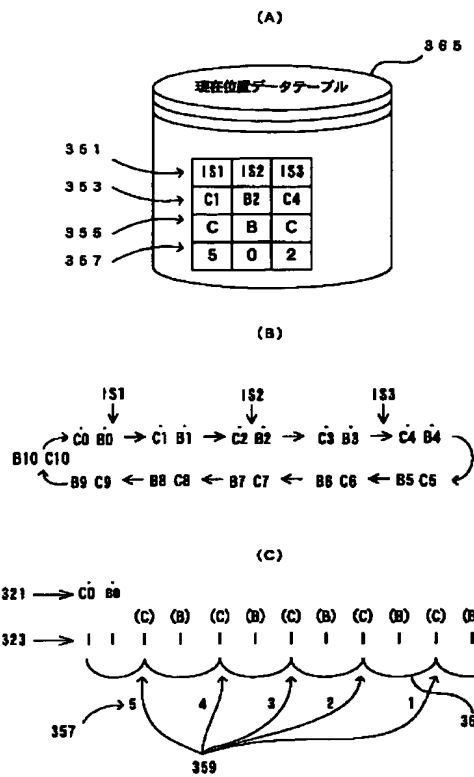 (A)
365
現在位置データテーブル
351 IS1 IS2 IS3
353 C1 B2 C4
355 C B C
357 5 0 2
(B)
IS1 IS2 IS3
C0 B0 C1 B1 C2 B2 C3 B3 C4 B4
B10 C10
B9 C9 B8 C8 B7 C7 B6 C6 B5 C5
(C)
321 C0 B0
(C) (B) (C) (B) (C) (B) (C) (B) (C) (B
323
357 5 4 3 2 1 36
359